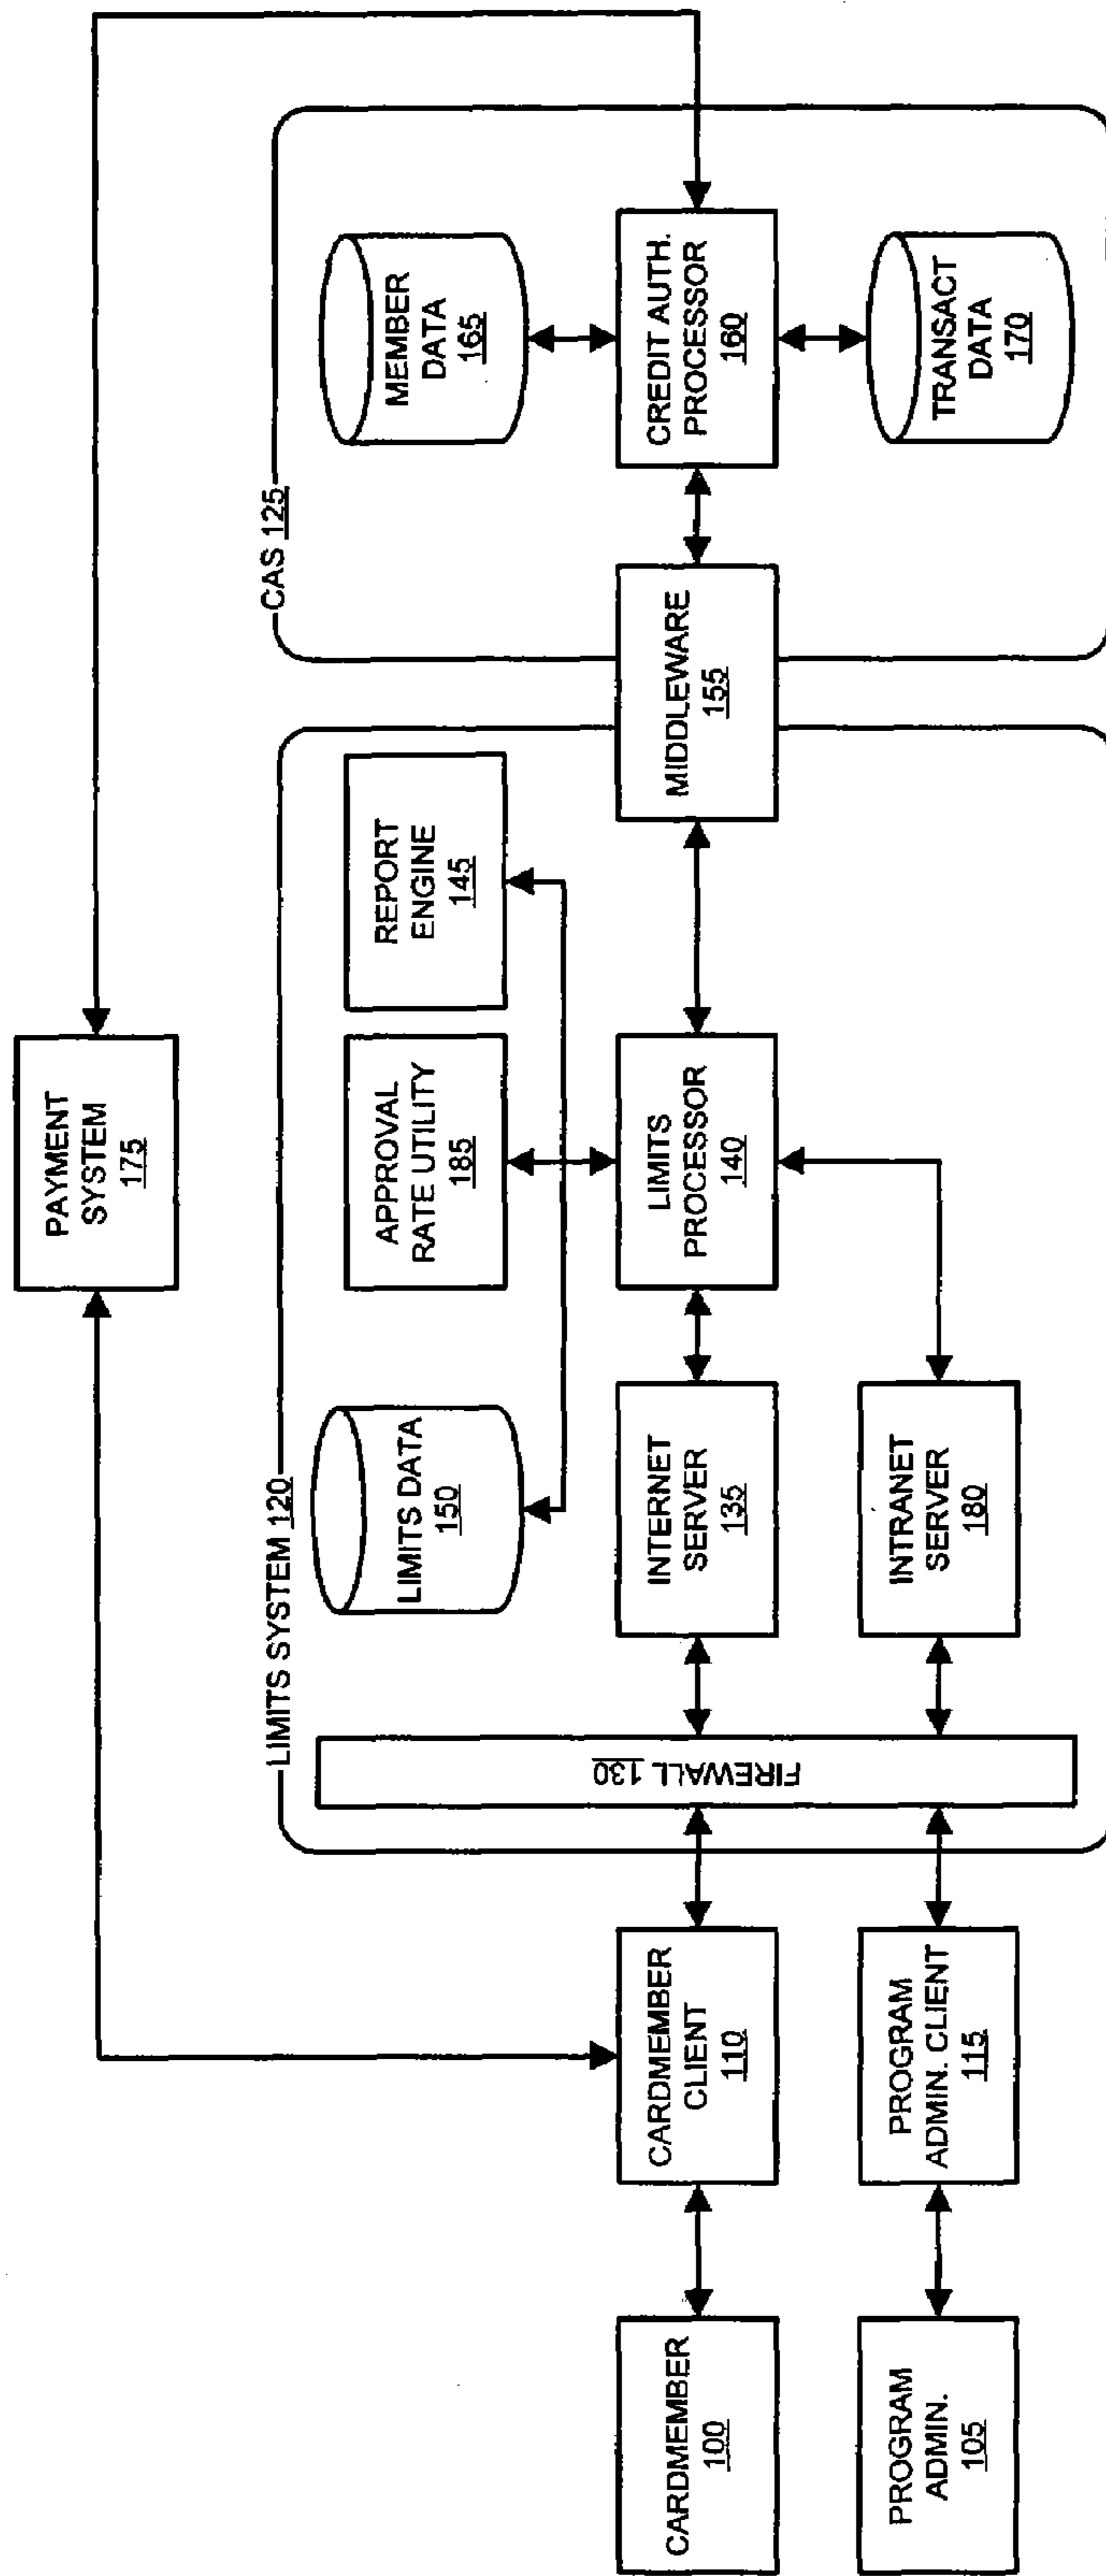 PAYMENT
SYSTEM
175
LIMITS SYSTEM 120
CAS 125
LIMITS DATA
150
APPROVAL
RATE UTILITY
185
REPORT
ENGINE
145
MEMBER
DATA
165
CARDMEMBER
100
CARDMEMBER
CLIENT
110
FIREWALL 130
INTERNET
SERVER
135
LIMITS
PROCESSOR
140
MIDDLEWARE
155
CREDIT AUTH.
PROCESSOR
160
PROGRAM
ADMIN.
105
PROGRAM
ADMIN. CLIENT
115
INTRANET
SERVER
180
TRANSACT
DATA
170